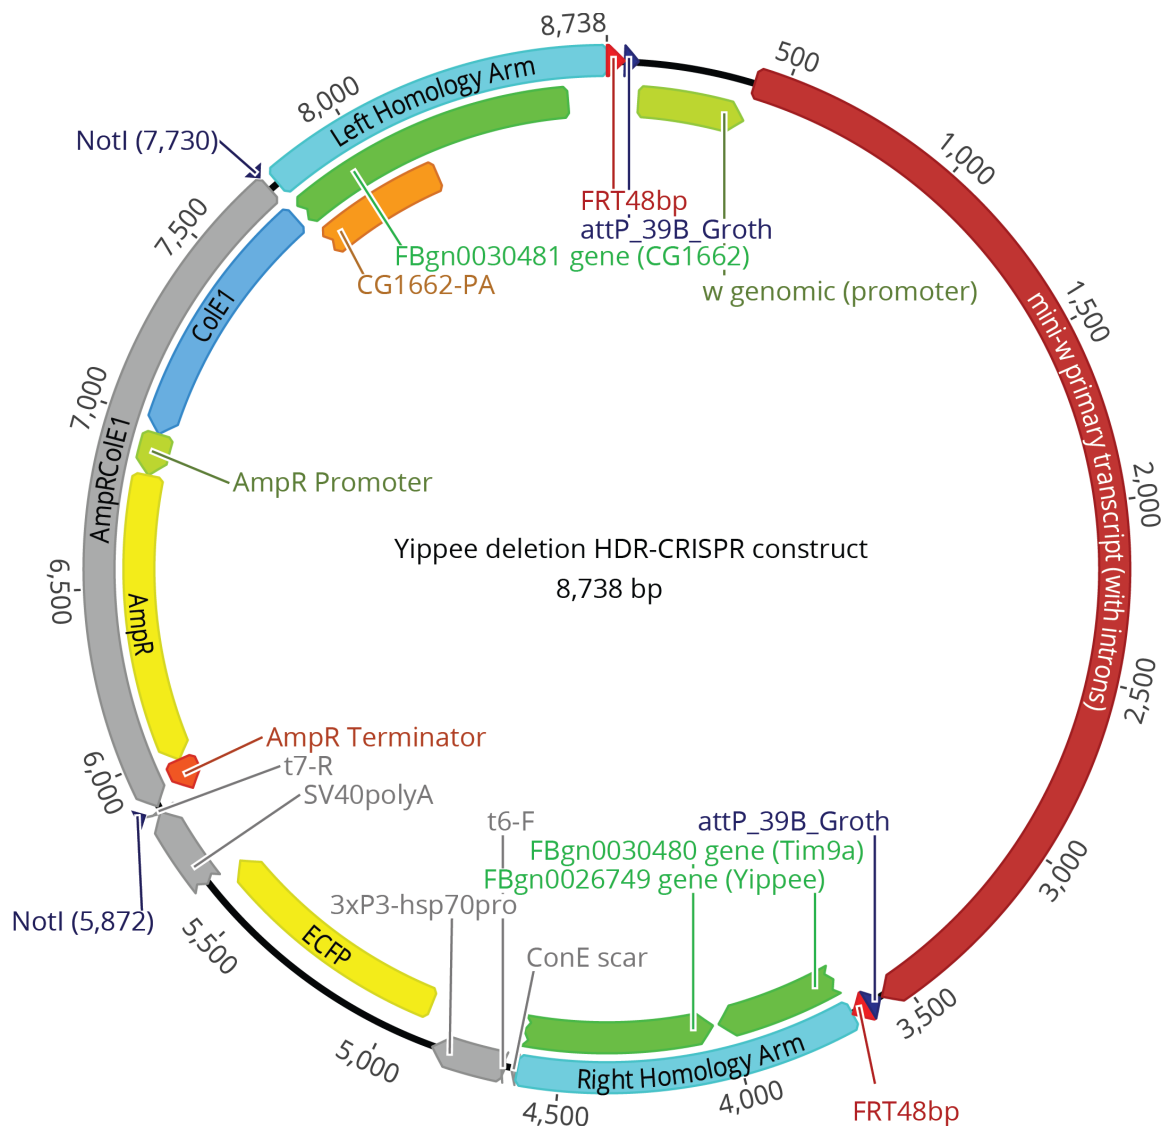 8,738
500
8,000
Left Homology Arm
NotI (7,730)
1,000
FRT48bp
7,500
attP_39B_Groth
FBgn0030481 gene (CG1662)
CG1662-PA
w genomic (promoter)
ColE1
1,500
mini-w primary transcript (with introns)
7,000
AmpRColE1
AmpR Promoter
2,000
Yippee deletion HDR-CRISPR construct
8,738 bp
6,500
AmpR
2,500
AmpR Terminator
t7-R
6,000
SV40polyA
t6-F
attP_39B_Groth
FBgn0030480 gene (Tim9a)
3,000
FBgn0026749 gene (Yippee)
3xP3-hsp70pro
NotI (5,872)
5,500
ECFP
ConE scar
3,500
5,000
Right Homology Arm
4,000
4,500
FRT48bp